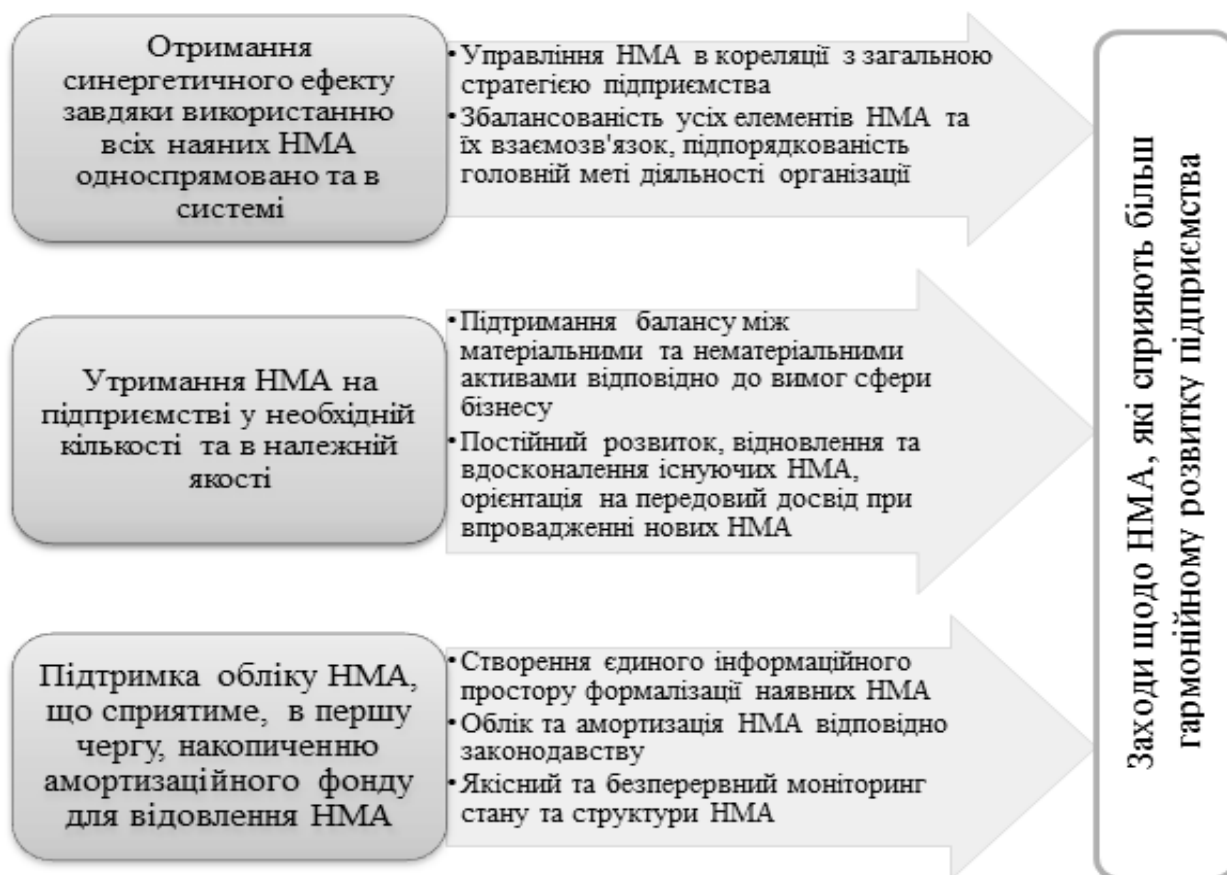 Отримання
синергетичного ефекту
завдяки використанню
всіх наяних НМА
односпрямовано та в
системі
•Управління НМА в кореляції з загальною
стратегією підприємства
•Збалансованість усіх елементів НМА та
їх взаємозв'язок, підпорядкованість
головній меті діяльності організації
Утримання НМА на
підприємстві у необхідній
кількості та в належній
якості
•Підтримання балансу між
матеріальними та нематеріальними
активами відповідно до вимог сфери
бізнесу
•Постійний розвиток, відновлення та
вдосконалення існуючих НМА,
орієнтація на передовий досвід при
впровадженні нових НМА
Підтримка обліку НМА,
що сприятиме, в першу
чергу, накопиченню
амортизаційного фонду
для відовлення НМА
•Створення єдиного інформаційного
простору формалізації наявних НМА
•Облік та амортизація НМА відповідно
законодавству
•Якісний та безперервний моніторинг
стану та структури НМА
Заходи щодо НМА, які сприяють більш
гармонійному розвитку підприємства